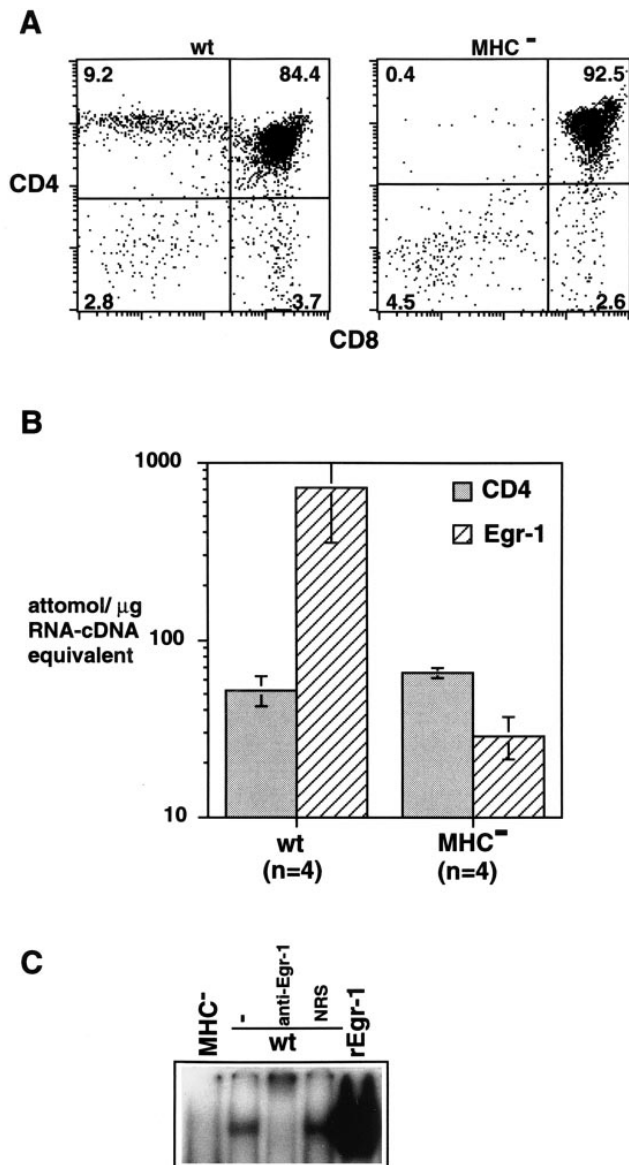 A
wt MHC -
9.2 84.4 0.4 92.5
CD4
2.8 3.7 4.5 2.6
CD8
B
1000
CD4
Egr-1
attomol/ μg
RNA-cDNA
equivalent
100
10
wt MHC-
(n=4) (n=4)
C
MHC- - anti-Egr-1 NRS rEgr-1
wt